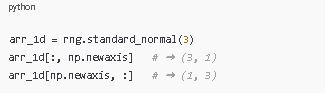 python
arr_1d = rng.standard_normal(3)
arr_1d[:, np.newaxis]   # → (3, 1)
arr_1d[np.newaxis, :]   # → (1, 3)